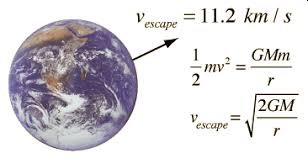 v_escape = 11.2 km / s
1/2 mv² = GMm/r
v_escape = √(2GM/r)